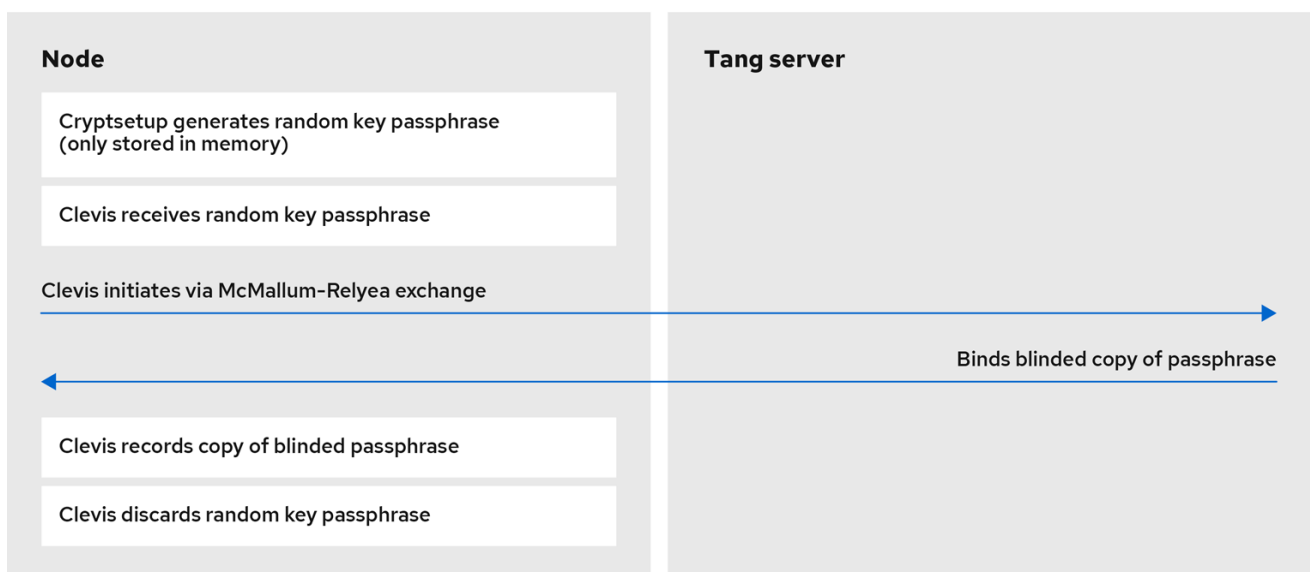 Node
Tang server
Cryptsetup generates random key passphrase
(only stored in memory)
Clevis receives random key passphrase
Clevis initiates via McMallum-Relyea exchange
Binds blinded copy of passphrase
Clevis records copy of blinded passphrase
Clevis discards random key passphrase